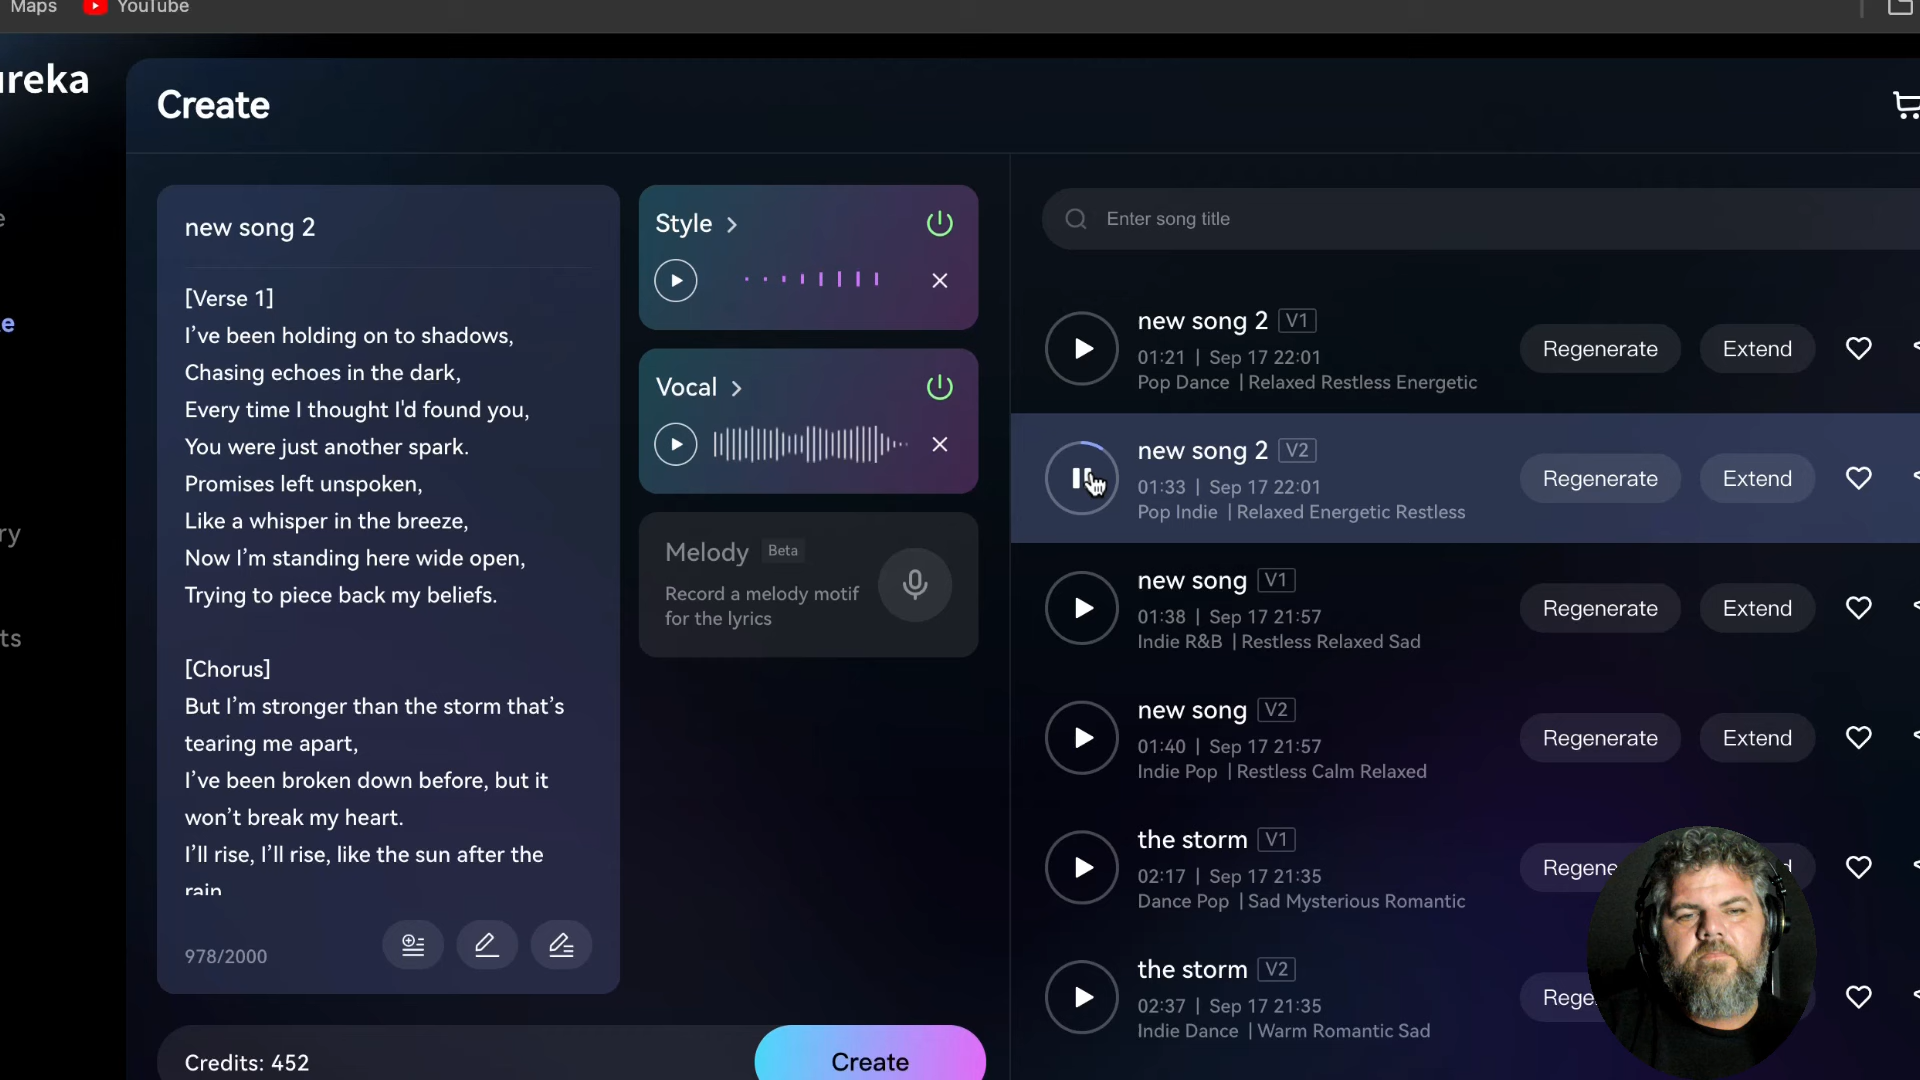 Maps
YouTube
ureka
Create
new song 2
[Verse 1]
I’ve been holding on to shadows,
Chasing echoes in the dark,
Every time I thought I'd found you,
You were just another spark.
Promises left unspoken,
Like a whisper in the breeze,
Now I’m standing here wide open,
Trying to piece back my beliefs.
[Chorus]
But I’m stronger than the storm that’s
tearing me apart,
I’ve been broken down before, but it
won’t break my heart.
I’ll rise, I’ll rise, like the sun after the
rain
978/2000
Credits: 452
Create
Style >
Vocal >
Melody Beta
Record a melody motif
for the lyrics
Enter song title
new song 2 V1
01:21 | Sep 17 22:01
Pop Dance | Relaxed Restless Energetic
Regenerate
Extend
new song 2 V2
01:33 | Sep 17 22:01
Pop Indie | Relaxed Energetic Restless
Regenerate
Extend
new song V1
01:38 | Sep 17 21:57
Indie R&B | Restless Relaxed Sad
Regenerate
Extend
new song V2
01:40 | Sep 17 21:57
Indie Pop | Restless Calm Relaxed
Regenerate
Extend
the storm V1
02:17 | Sep 17 21:35
Dance Pop | Sad Mysterious Romantic
Regene
d
the storm V2
02:37 | Sep 17 21:35
Indie Dance | Warm Romantic Sad
Rege
e
e
ry
ts